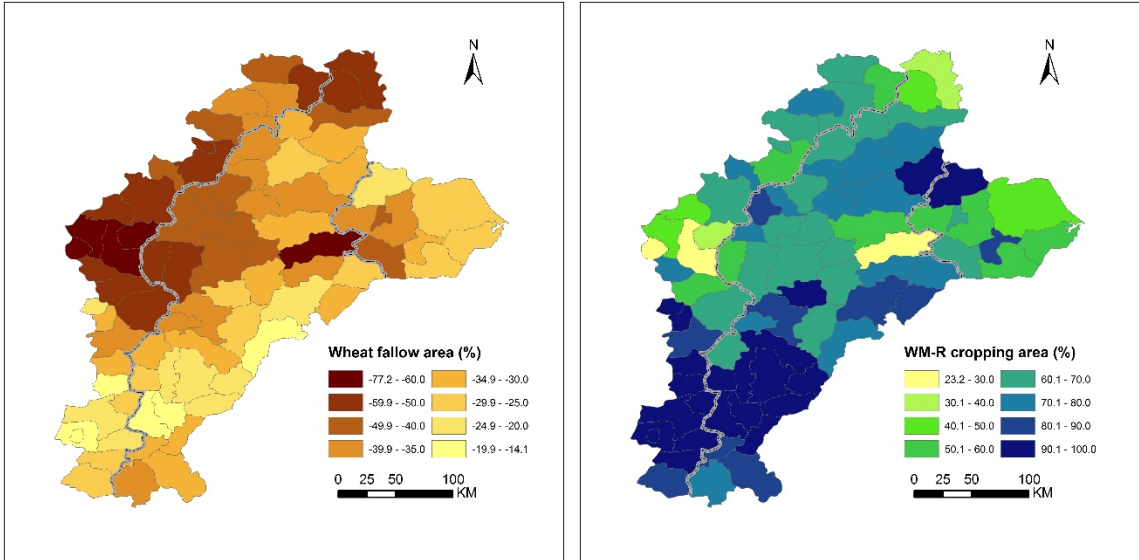 N
Wheat fallow area (%)
-77.2 - -60.0 -34.9 - -30.0
-59.9 - -50.0 -29.9 - -25.0
-49.9 - -40.0 -24.9 - -20.0
-39.9 - -35.0 -19.9 - -14.1
0 25 50 100
KM
N
WM-R cropping area (%)
23.2 - 30.0 60.1 - 70.0
30.1 - 40.0 70.1 - 80.0
40.1 - 50.0 80.1 - 90.0
50.1 - 60.0 90.1 - 100.0
0 25 50 100
KM